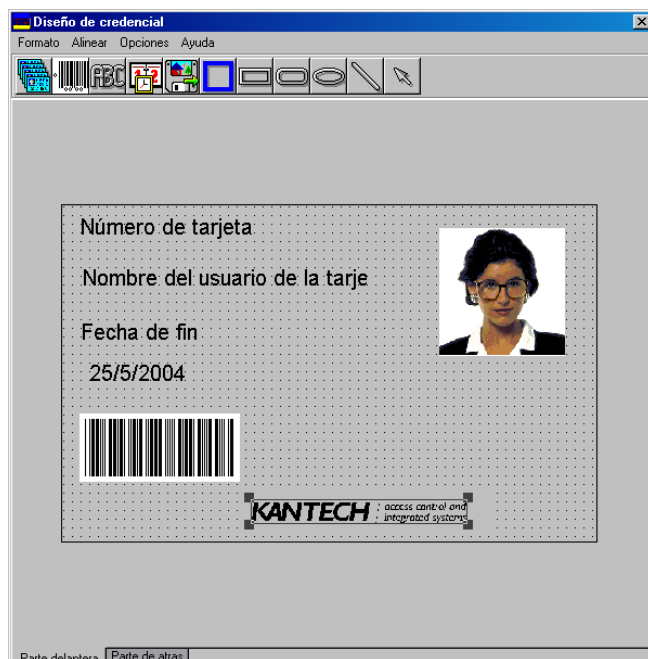 Diseño de credencial
Formato Alinear Opciones Ayuda
ABC
Número de tarjeta
Nombre del usuario de la tarje
Fecha de fin
25/5/2004
KANTECH access control and
integrated systems
Parte delantera Parte de atras